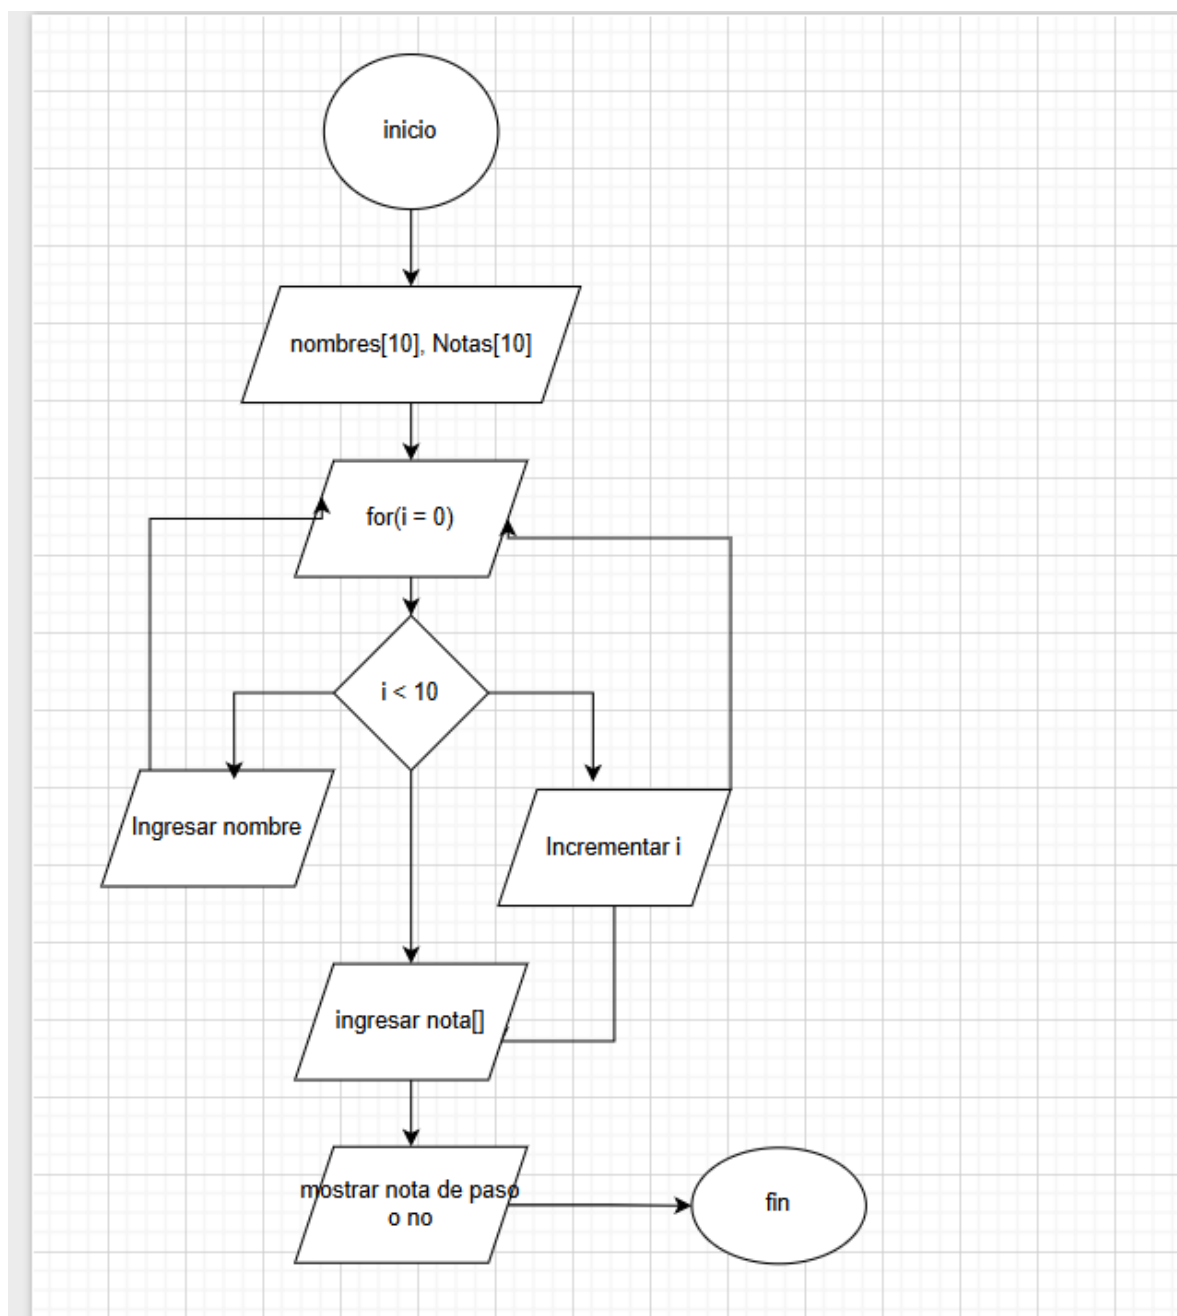 inicio
nombres[10], Notas[10]
for(i = 0)
i < 10
Ingresar nombre
Incrementar i
ingresar nota[]
mostrar nota de paso
o no
fin